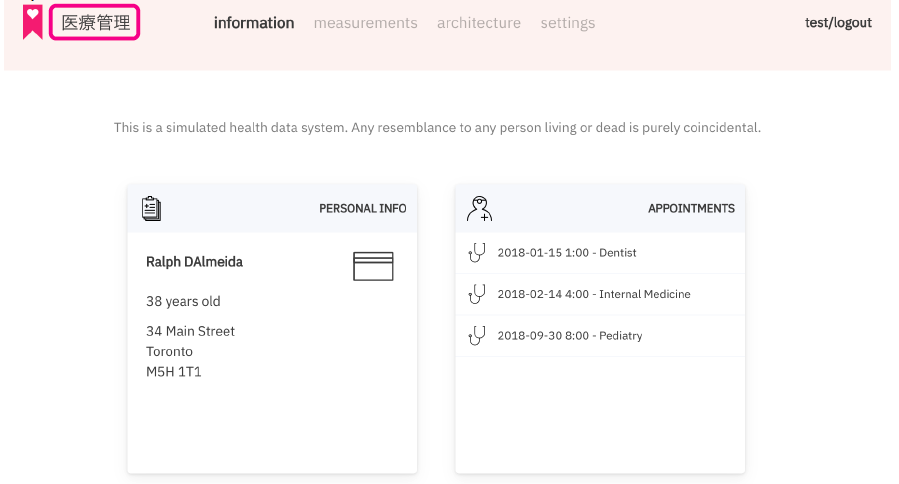 医療管理
information measurements architecture settings
test/logout
This is a simulated health data system. Any resemblance to any person living or dead is purely coincidental.
PERSONAL INFO
Ralph DAlmeida
38 years old
34 Main Street
Toronto
M5H 1T1
APPOINTMENTS
2018-01-15 1:00 - Dentist
2018-02-14 4:00 - Internal Medicine
2018-09-30 8:00 - Pediatry